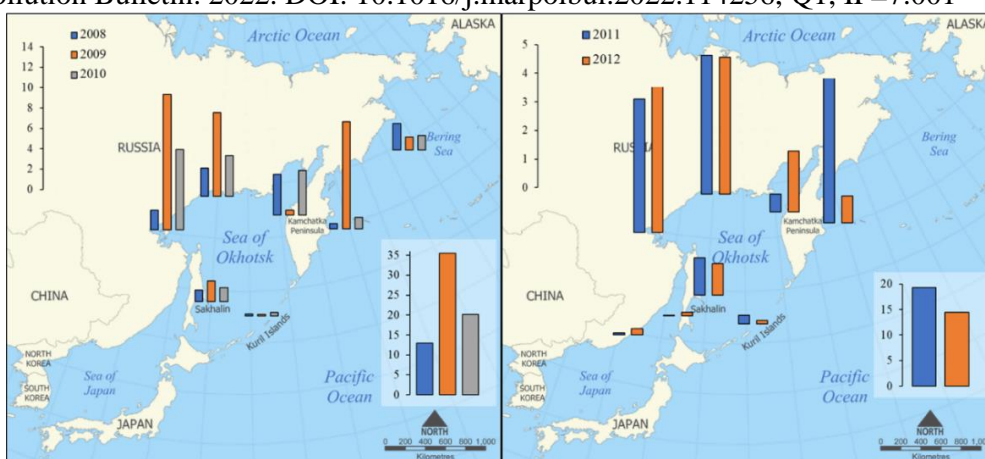 DOI: 10.1016/j.marpolbul.2022.114236, Q1, IF=7.001
ALASKA
Arctic Ocean
14
12
10
8
6
4
2
0
2008
2009
2010
RUSSIA
Bering
Sea
Kamchatka
Peninsula
Sea of
Okhotsk
CHINA
Sakhalin
Kuril Islands
NORTH
KOREA
SOUTH
KOREA
Sea of
Japan
JAPAN
Pacific
Ocean
35
30
25
20
15
10
5
0
NORTH
0 200 400 600 800 1,000
Kilometres
ALASKA
Arctic Ocean
5
4
3
2
1
0
2011
2012
RUSSIA
Bering
Sea
Kamchatka
Peninsula
Sea of
Okhotsk
CHINA
Sakhalin
Kuril Islands
NORTH
KOREA
SOUTH
KOREA
Sea of
Japan
JAPAN
Pacific
Ocean
20
15
10
5
0
NORTH
0 200 400 600 800 1,000
Kilometres